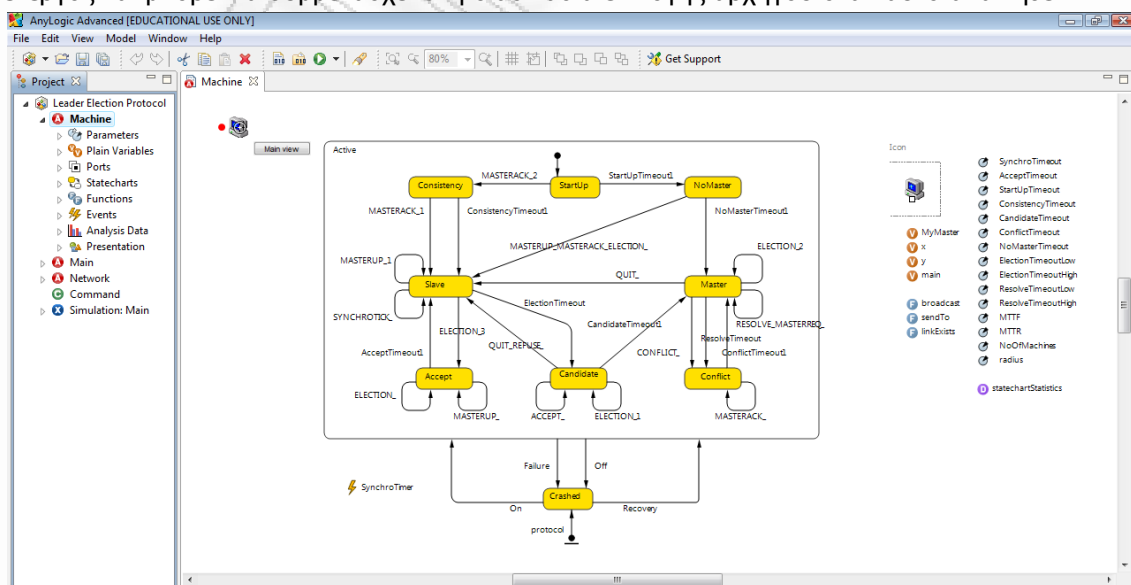 AnyLogic Advanced [EDUCATIONAL USE ONLY]
File Edit View Model Window Help
80%
Get Support
Project
Machine
Leader Election Protocol
Machine
Parameters
Plain Variables
Ports
Statecharts
Functions
Events
Analysis Data
Presentation
Main
Network
Command
Simulation: Main
Main view
Active
MASTERACK_2
StartUpTimeout1
Consistency
StartUp
NoMaster
MASTERACK_1
ConsistencyTimeout1
NoMasterTimeout1
MASTERUP_MASTERACK_ELECTION_
MASTERUP_1
ELECTION_2
QUIT_
Slave
Master
ElectionTimeout
SYNCHROTICK_
CandidateTimeout1
RESOLVE_MASTERREQ_
ELECTION_3
ResolveTimeout
QUIT_REFUSE_
AcceptTimeout1
CONFLICT_
ConflictTimeout1
Accept
Candidate
Conflict
ELECTION_
MASTERUP_
ACCEPT_
ELECTION_1
MASTERACK_
Failure
Off
SynchroTimer
Crashed
On
Recovery
protocol
Icon
MyMaster
x
y
main
broadcast
sendTo
linkExists
SynchroTimeout
AcceptTimeout
StartUpTimeout
ConsistencyTimeout
CandidateTimeout
ConflictTimeout
NoMasterTimeout
ElectionTimeoutLow
ElectionTimeoutHigh
ResolveTimeoutLow
ResolveTimeoutHigh
MTTF
MTTR
NoOfMachines
radius
statechartStatistics